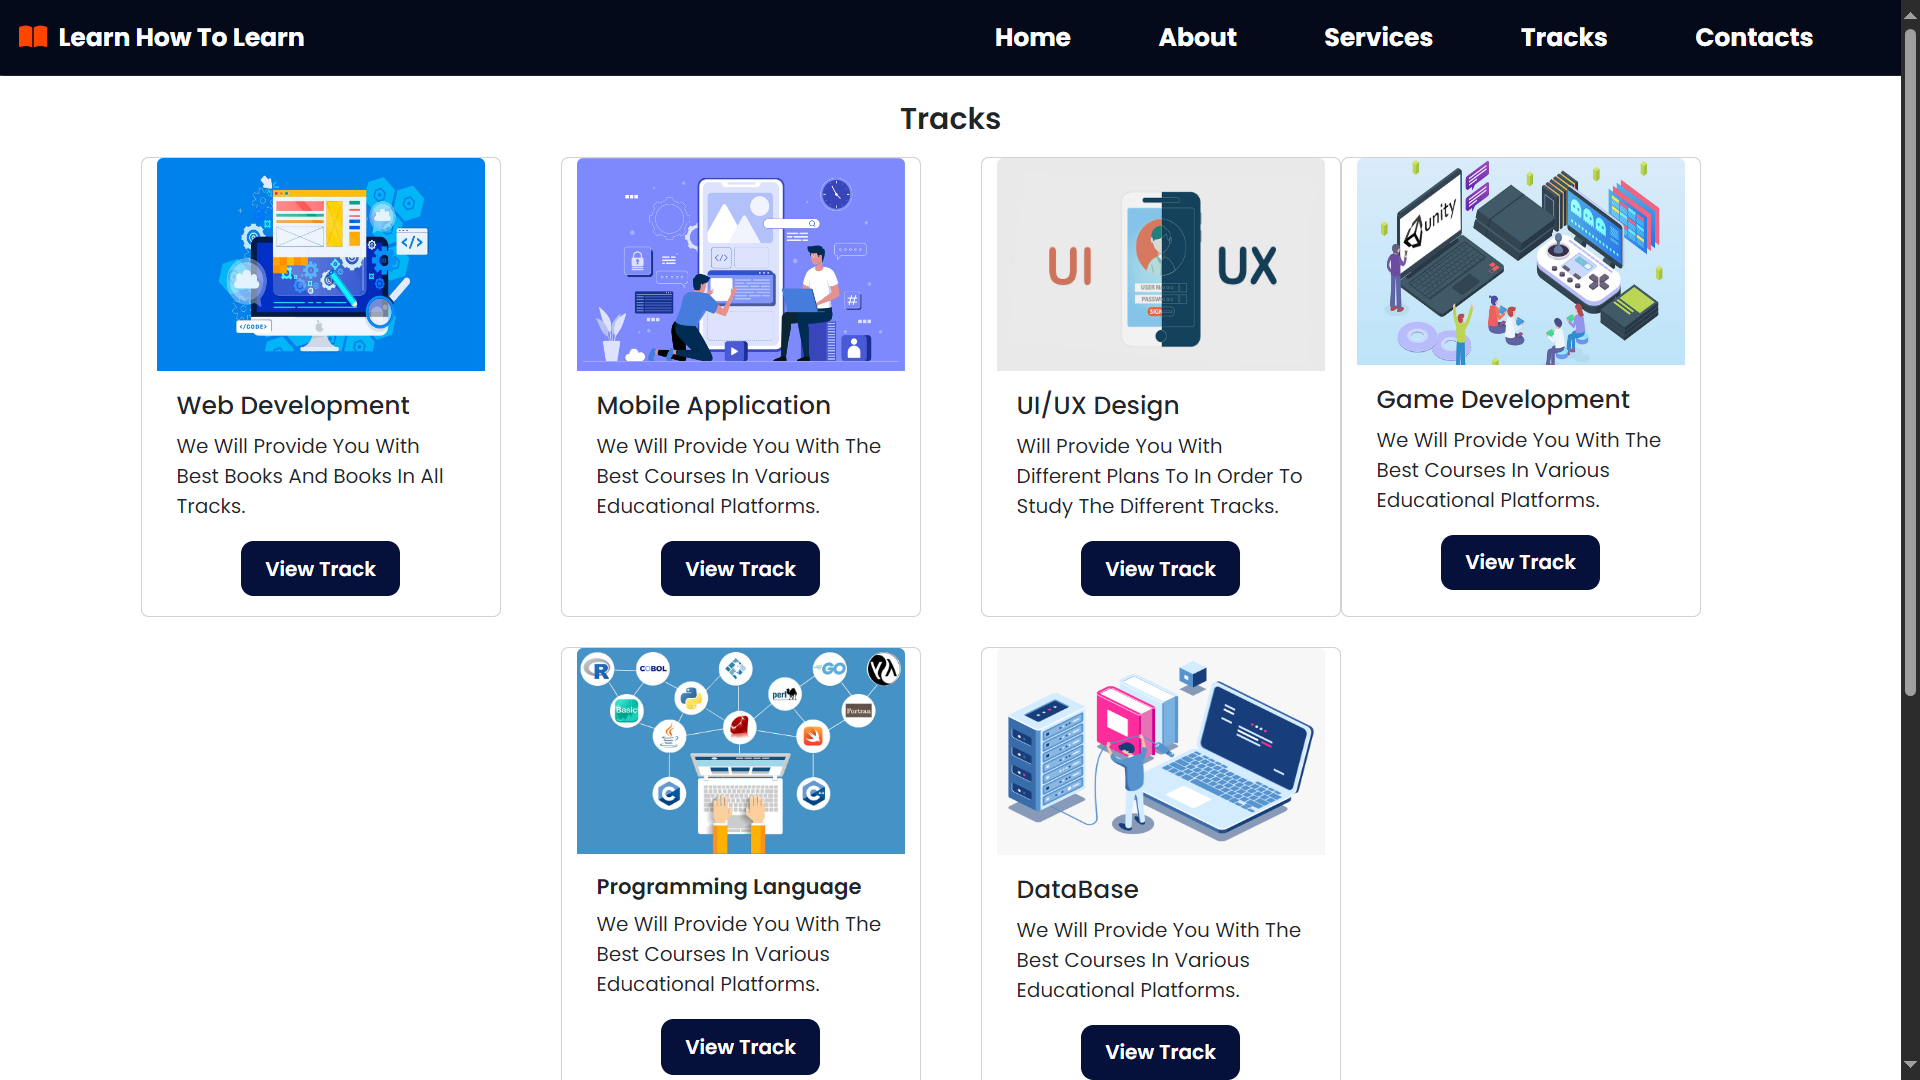 Learn How To Learn
Home
About
Services
Tracks
Contacts
Tracks
</CODE>
</>
Web Development
We Will Provide You With
Best Books And Books In All
Tracks.
View Track
</>
#
Mobile Application
We Will Provide You With The
Best Courses In Various
Educational Platforms.
View Track
UI
UX
UI/UX Design
Will Provide You With
Different Plans To In Order To
Study The Different Tracks.
View Track
unity
Game Development
We Will Provide You With The
Best Courses In Various
Educational Platforms.
View Track
R
COBOL
GO
perl
Basic
Fortran
C
C
Programming Language
We Will Provide You With The
Best Courses In Various
Educational Platforms.
View Track
DataBase
We Will Provide You With The
Best Courses In Various
Educational Platforms.
View Track